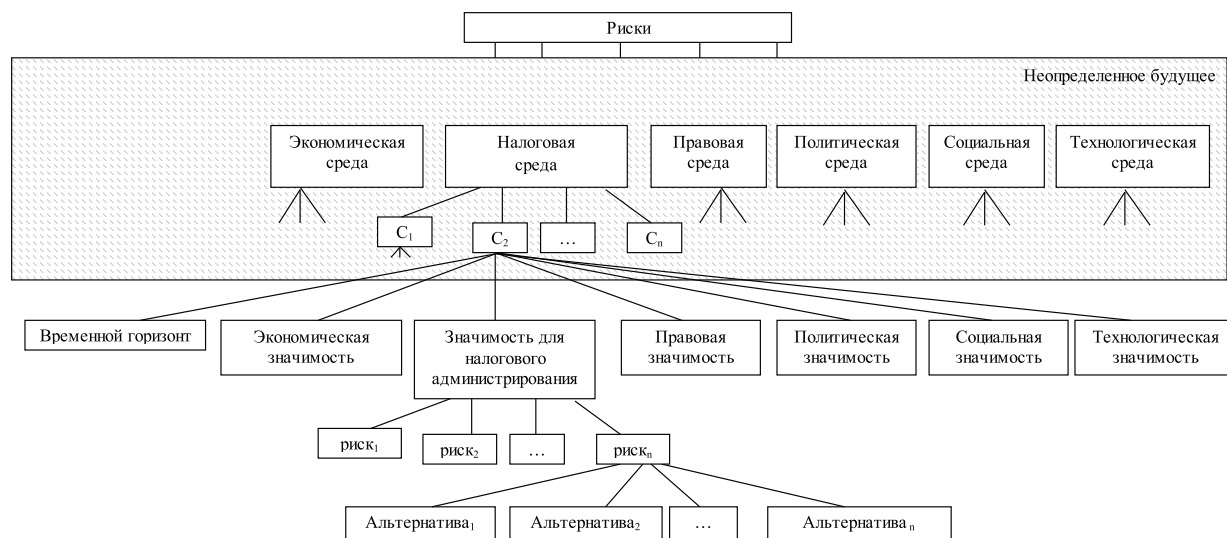 Риски
Неопределенное будущее
Экономическая
среда
Налоговая
среда
Правовая
среда
Политическая
среда
Социальная
среда
Технологическая
среда
C₁
C₂
…
Cₙ
Временной горизонт
Экономическая
значимость
Значимость для
налогового
администрирования
Правовая
значимость
Политическая
значимость
Социальная
значимость
Технологическая
значимость
риск₁
риск₂
…
рискₙ
Альтернатива₁
Альтернатива₂
…
Альтернатива ₙ